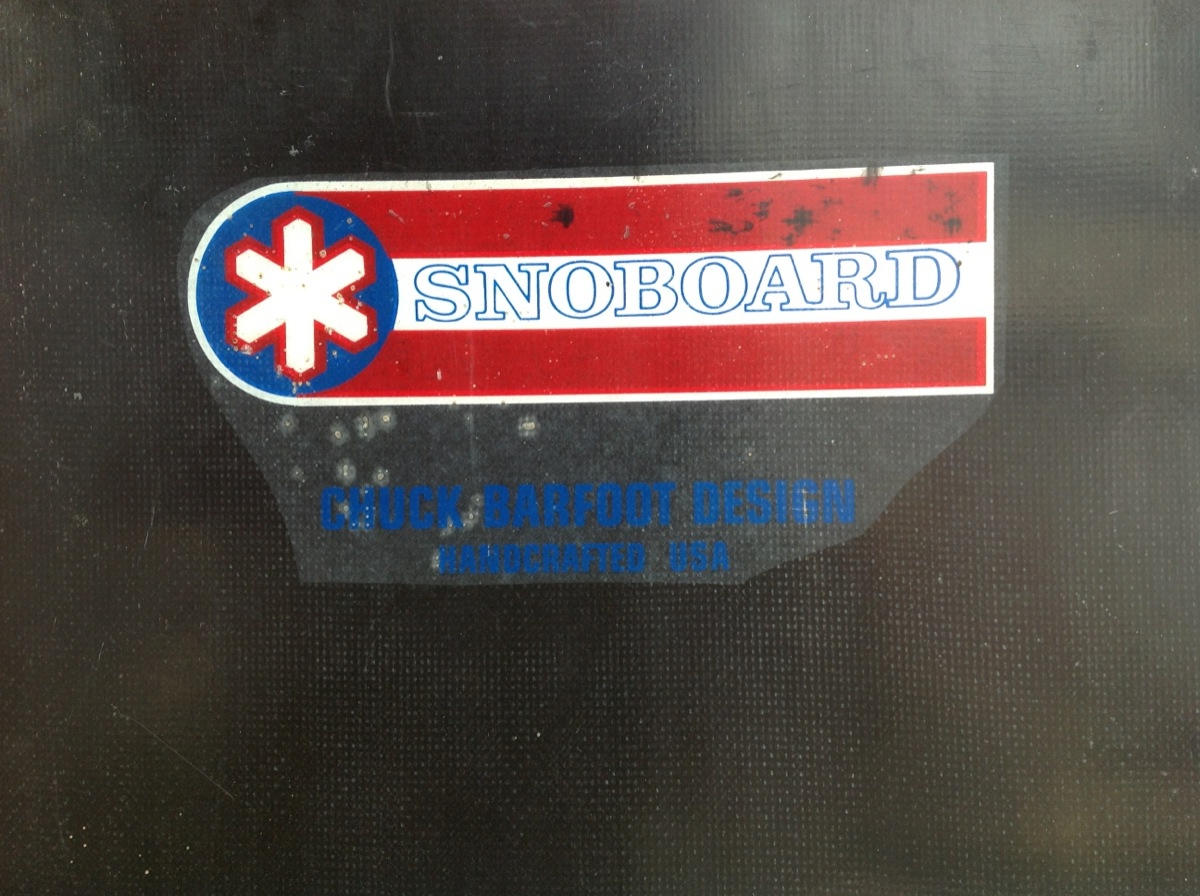 SNOBOARD
CHUCK BARFOOT DESIGN
HANDCRAFTED USA